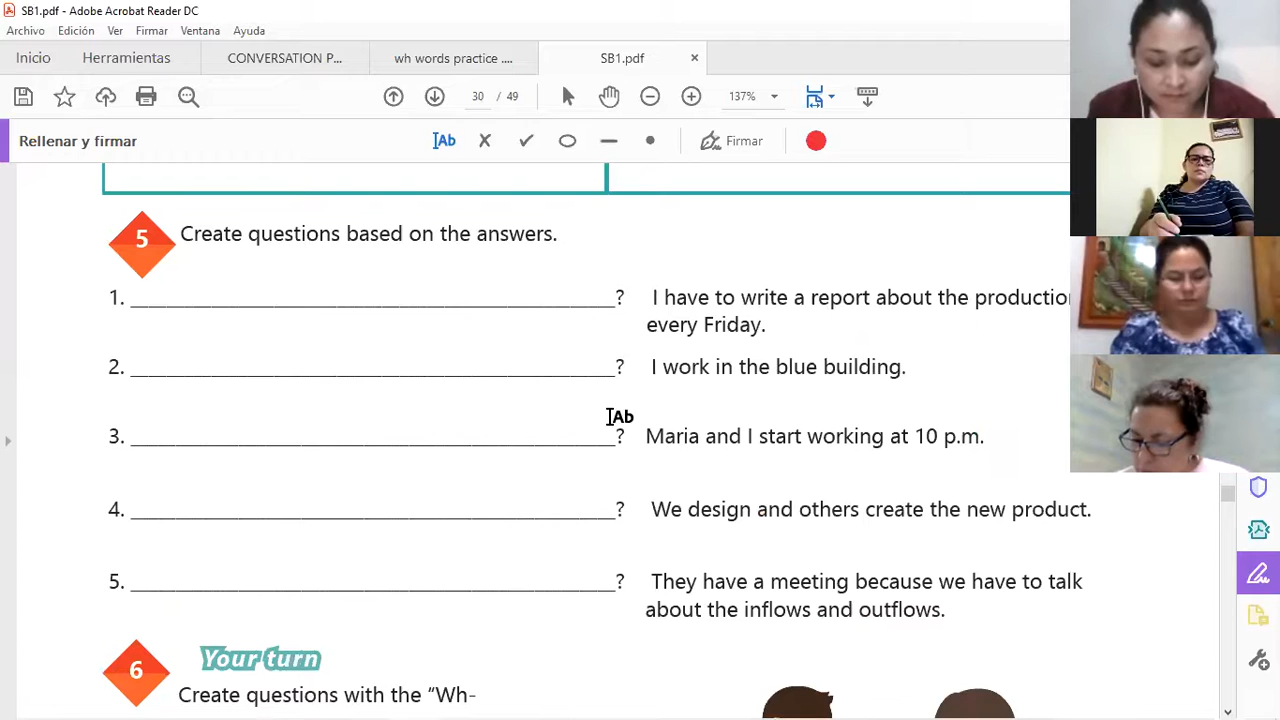 SB1.pdf - Adobe Acrobat Reader DC
Archivo Edición Ver Firmar Ventana Ayuda
Inicio Herramientas CONVERSATION P... wh words practice .... SB1.pdf ×
30 / 49 137%
Rellenar y firmar Ab Firmar
5 Create questions based on the answers.
1. ? I have to write a report about the production
every Friday.
2. ? I work in the blue building.
Ab
3. ? Maria and I start working at 10 p.m.
4. ? We design and others create the new product.
5. ? They have a meeting because we have to talk
about the inflows and outflows.
6 Your turn
Create questions with the “Wh-